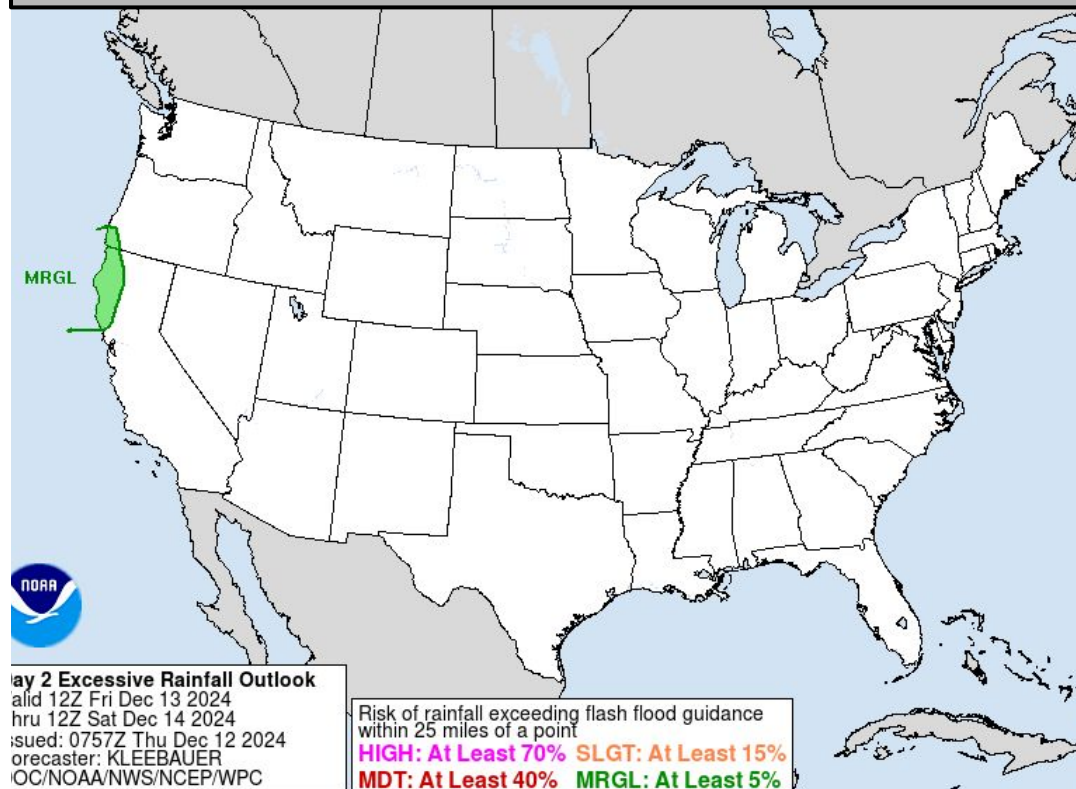 MRGL
NOAA
ay 2 Excessive Rainfall Outlook
alid 12Z Fri Dec 13 2024
hru 12Z Sat Dec 14 2024
ssued: 0757Z Thu Dec 12 2024
orecaster: KLEEBAUER
DOC/NOAA/NWS/NCEP/WPC
Risk of rainfall exceeding flash flood guidance
within 25 miles of a point
HIGH: At Least 70% SLGT: At Least 15%
MDT: At Least 40% MRGL: At Least 5%